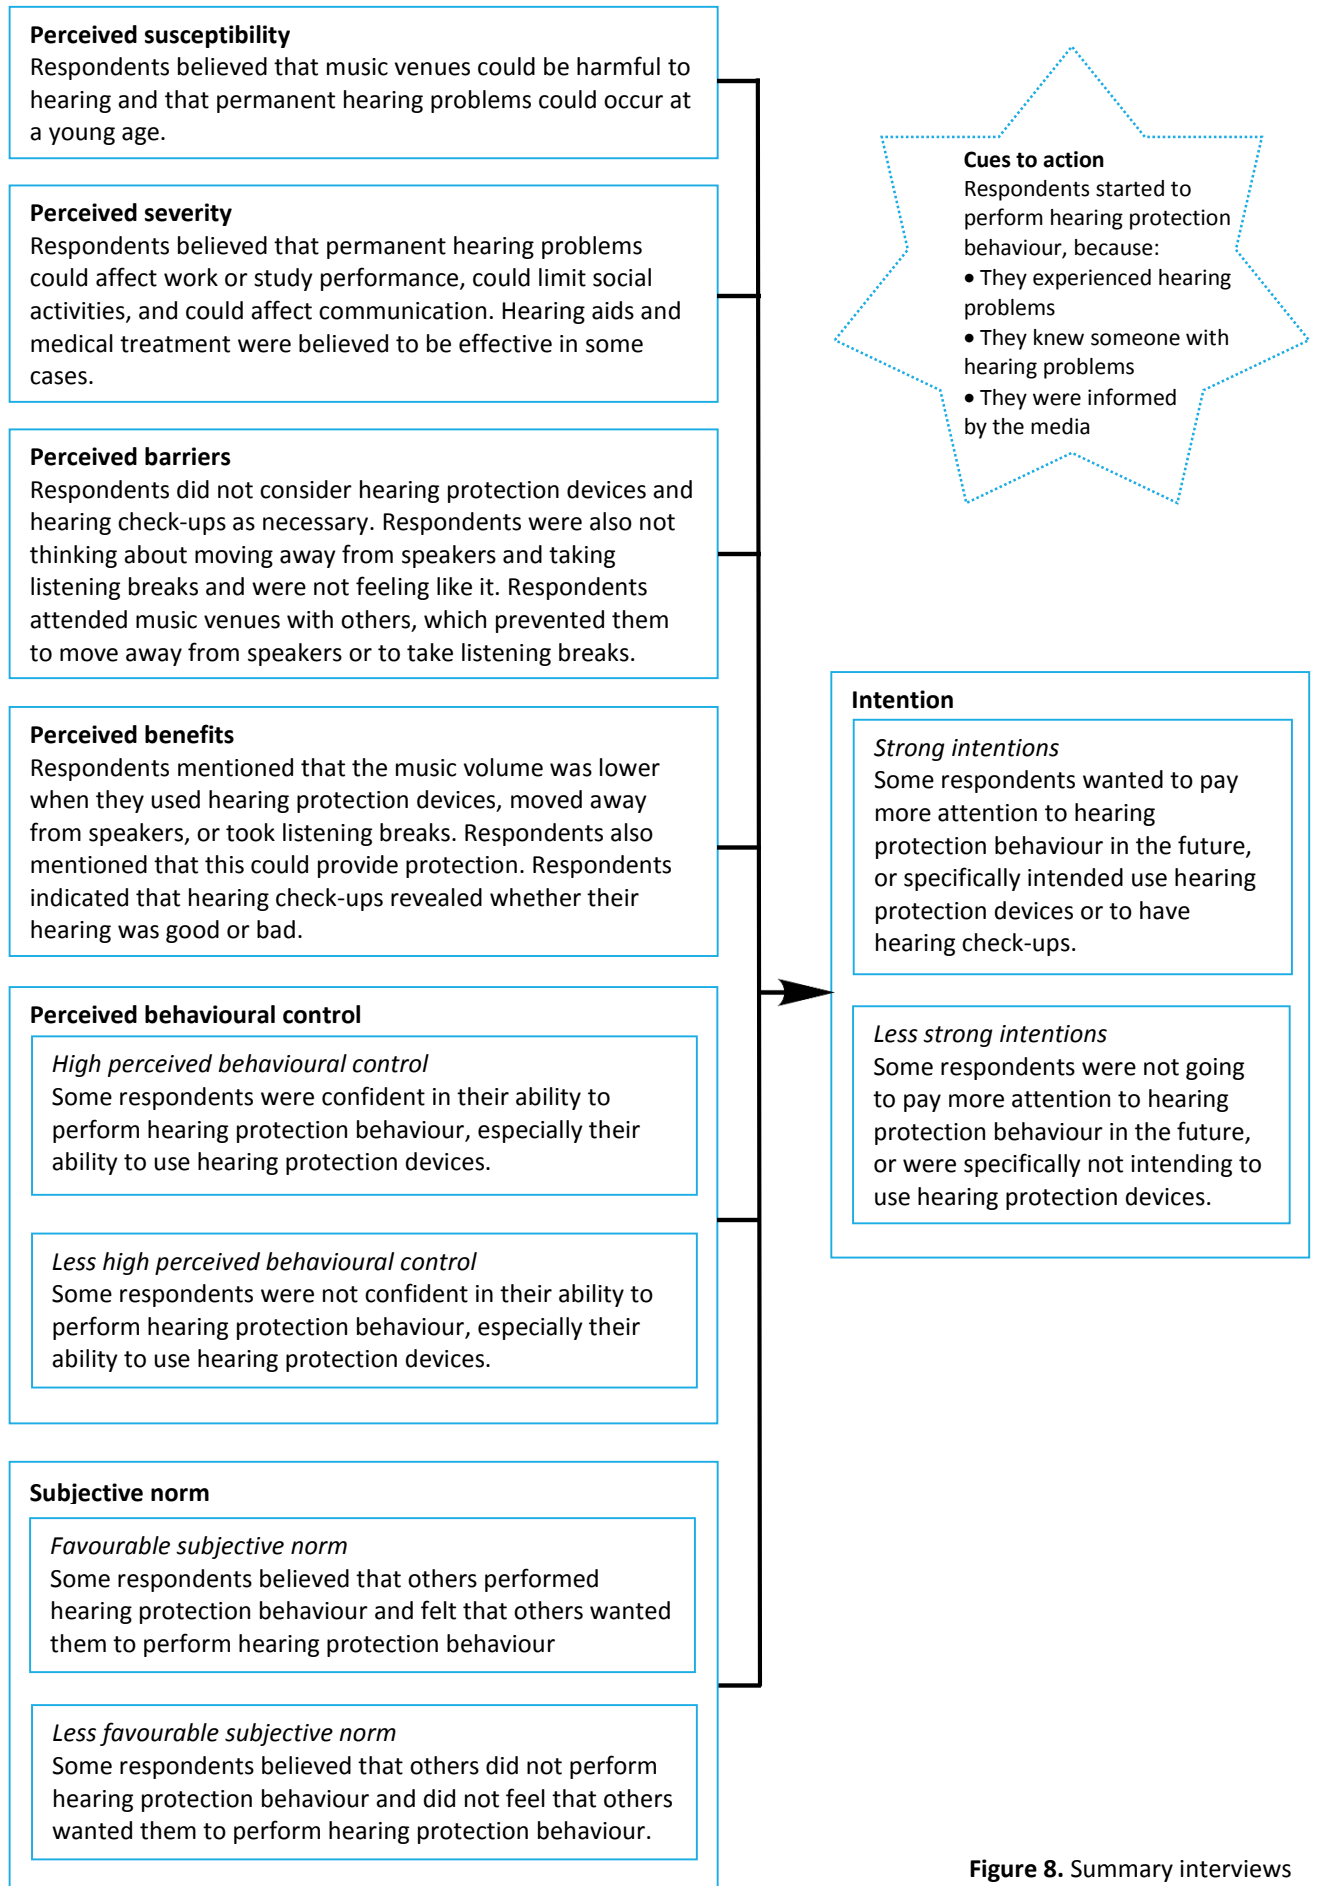 Perceived susceptibility
Respondents believed that music venues could be harmful to
hearing and that permanent hearing problems could occur at
a young age.
Perceived severity
Respondents believed that permanent hearing problems
could affect work or study performance, could limit social
activities, and could affect communication. Hearing aids and
medical treatment were believed to be effective in some
cases.
Perceived barriers
Respondents did not consider hearing protection devices and
hearing check-ups as necessary. Respondents were also not
thinking about moving away from speakers and taking
listening breaks and were not feeling like it. Respondents
attended music venues with others, which prevented them
to move away from speakers or to take listening breaks.
Perceived benefits
Respondents mentioned that the music volume was lower
when they used hearing protection devices, moved away
from speakers, or took listening breaks. Respondents also
mentioned that this could provide protection. Respondents
indicated that hearing check-ups revealed whether their
hearing was good or bad.
Perceived behavioural control
High perceived behavioural control
Some respondents were confident in their ability to
perform hearing protection behaviour, especially their
ability to use hearing protection devices.
Less high perceived behavioural control
Some respondents were not confident in their ability to
perform hearing protection behaviour, especially their
ability to use hearing protection devices.
Subjective norm
Favourable subjective norm
Some respondents believed that others performed
hearing protection behaviour and felt that others wanted
them to perform hearing protection behaviour
Less favourable subjective norm
Some respondents believed that others did not perform
hearing protection behaviour and did not feel that others
wanted them to perform hearing protection behaviour.
Cues to action
Respondents started to
perform hearing protection
behaviour, because:
• They experienced hearing
problems
• They knew someone with
hearing problems
• They were informed
by the media
Intention
Strong intentions
Some respondents wanted to pay
more attention to hearing
protection behaviour in the future,
or specifically intended use hearing
protection devices or to have
hearing check-ups.
Less strong intentions
Some respondents were not going
to pay more attention to hearing
protection behaviour in the future,
or were specifically not intending to
use hearing protection devices.
Figure 8. Summary interviews